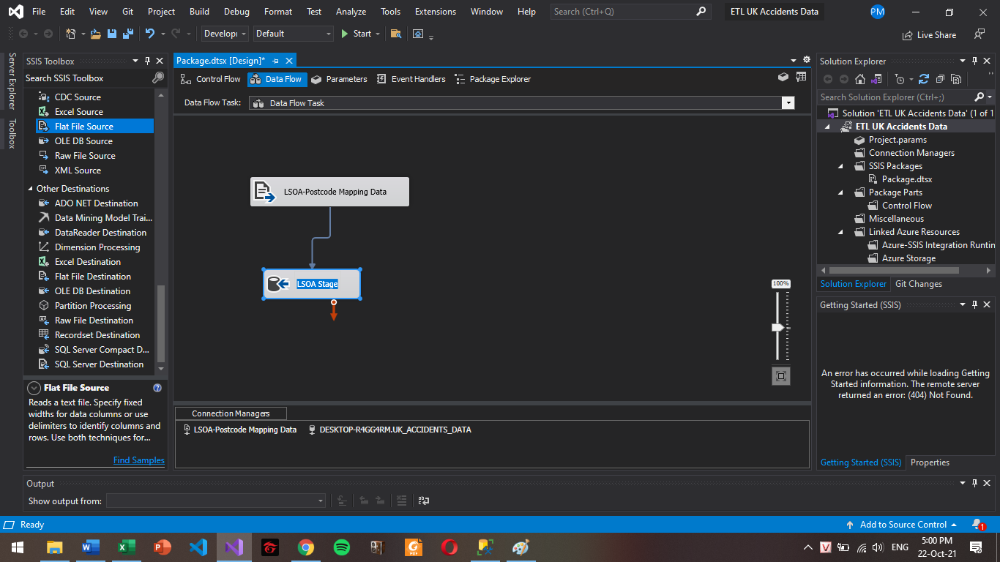 File Edit View Git Project Build Debug Format Test Analyze Tools Extensions Window Help Search (Ctrl+Q) ETL UK Accidents Data PM
Developr Default Start Live Share
Server Explorer
Toolbox
SSIS Toolbox
Search SSIS Toolbox
CDC Source
Excel Source
Flat File Source
OLE DB Source
Raw File Source
XML Source
Other Destinations
ADO NET Destination
Data Mining Model Trai...
DataReader Destination
Dimension Processing
Excel Destination
Flat File Destination
OLE DB Destination
Partition Processing
Raw File Destination
Recordset Destination
SQL Server Compact D...
SQL Server Destination
Flat File Source
Reads a text file. Specify fixed
widths for data columns or use
delimiters to identify columns and
rows. Use both techniques for...
Find Samples
Package.dtsx [Design]*
Control Flow Data Flow Parameters Event Handlers Package Explorer
Data Flow Task: Data Flow Task
LSOA-Postcode Mapping Data
LSOA Stage
100%
Connection Managers
LSOA-Postcode Mapping Data DESKTOP-R4GG4RM.UK_ACCIDENTS_DATA
Solution Explorer
Search Solution Explorer (Ctrl+;)
Solution 'ETL UK Accidents Data' (1 of 1
ETL UK Accidents Data
Project.params
Connection Managers
SSIS Packages
Package.dtsx
Package Parts
Control Flow
Miscellaneous
Linked Azure Resources
Azure-SSIS Integration Runtin
Azure Storage
Solution Explorer Git Changes
Getting Started (SSIS)
An error has occurred while loading Getting
Started information. The remote server
returned an error: (404) Not Found.
Getting Started (SSIS) Properties
Output
Show output from:
Ready Add to Source Control 1
ENG 5:00 PM
22-Oct-21